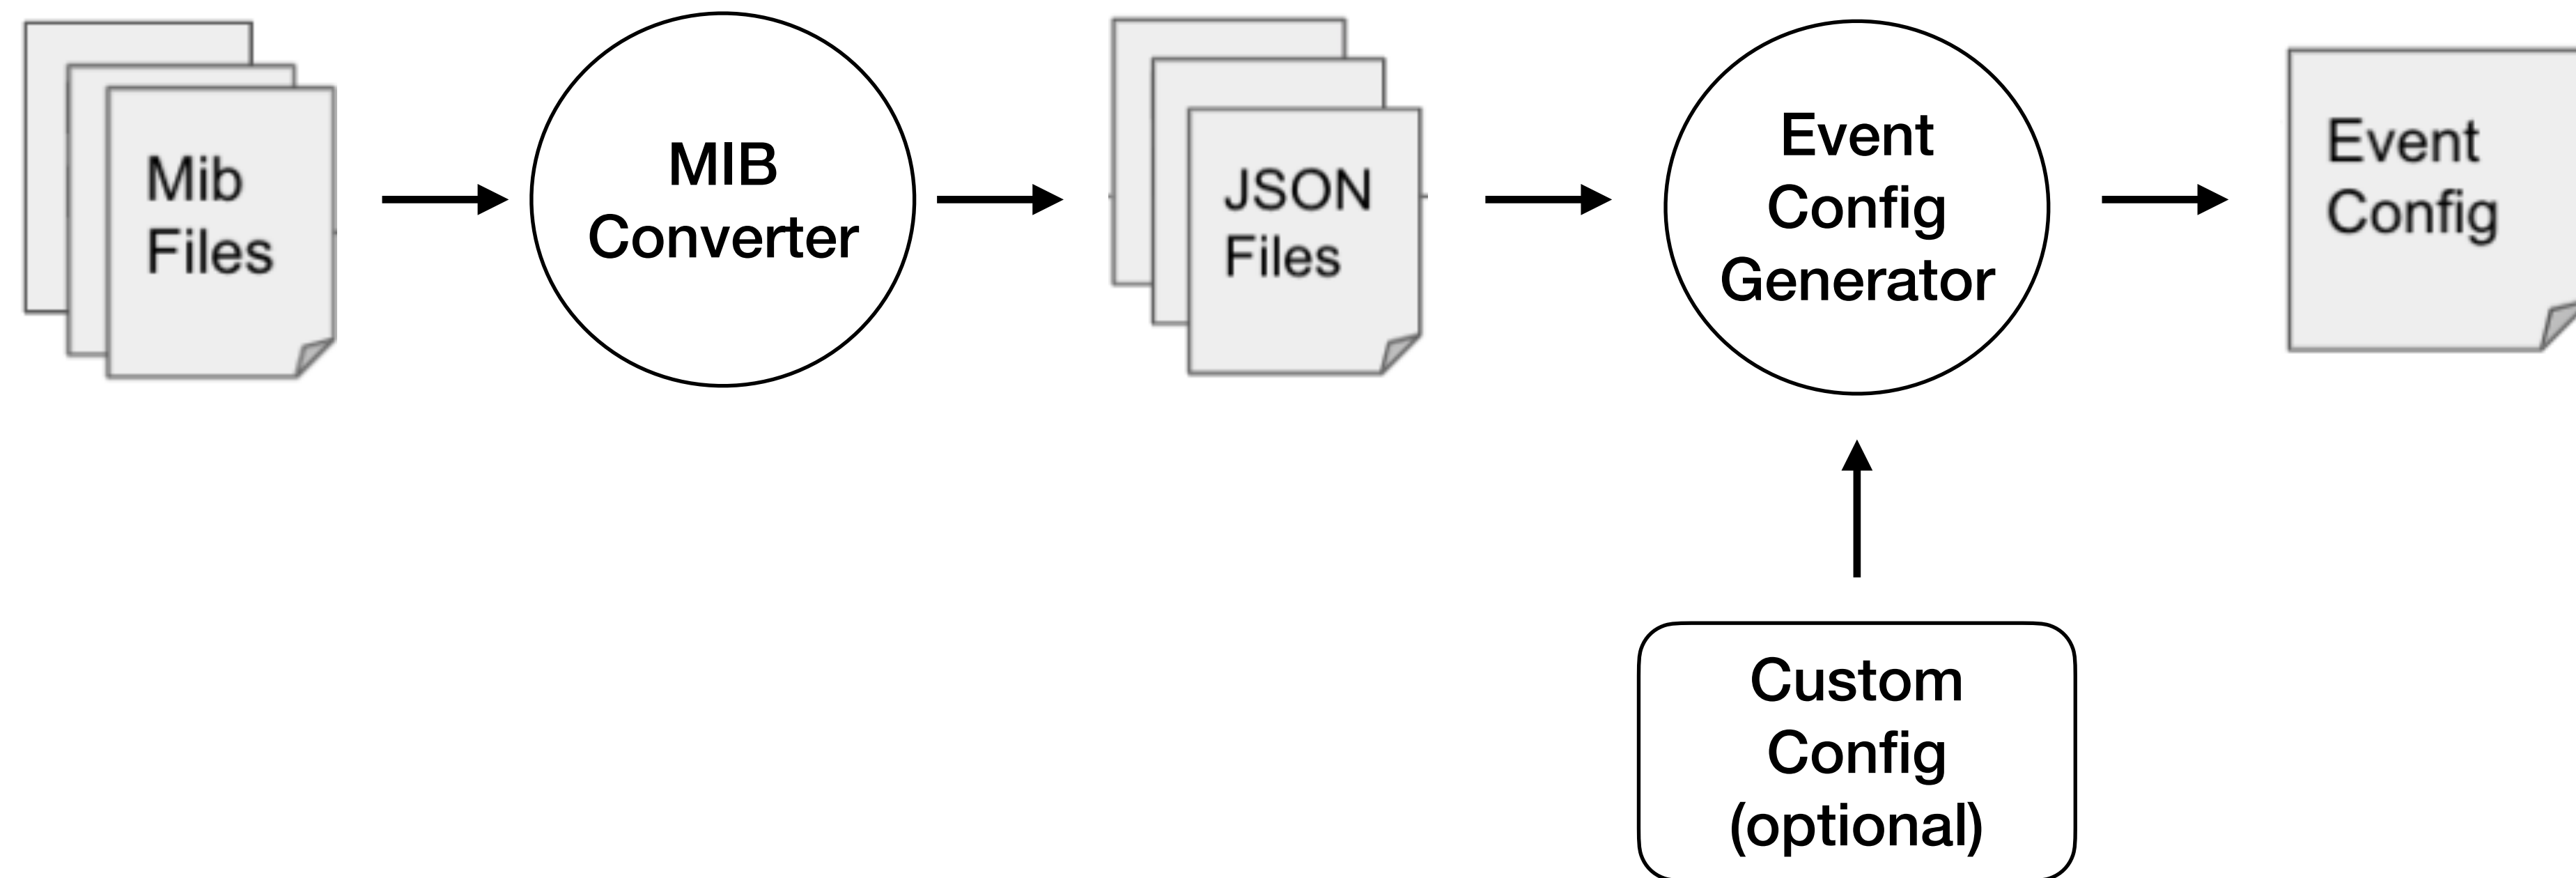 Mib
Files
MIB
Converter
JSON
Files
Event
Config
Generator
Event
Config
Custom
Config
(optional)